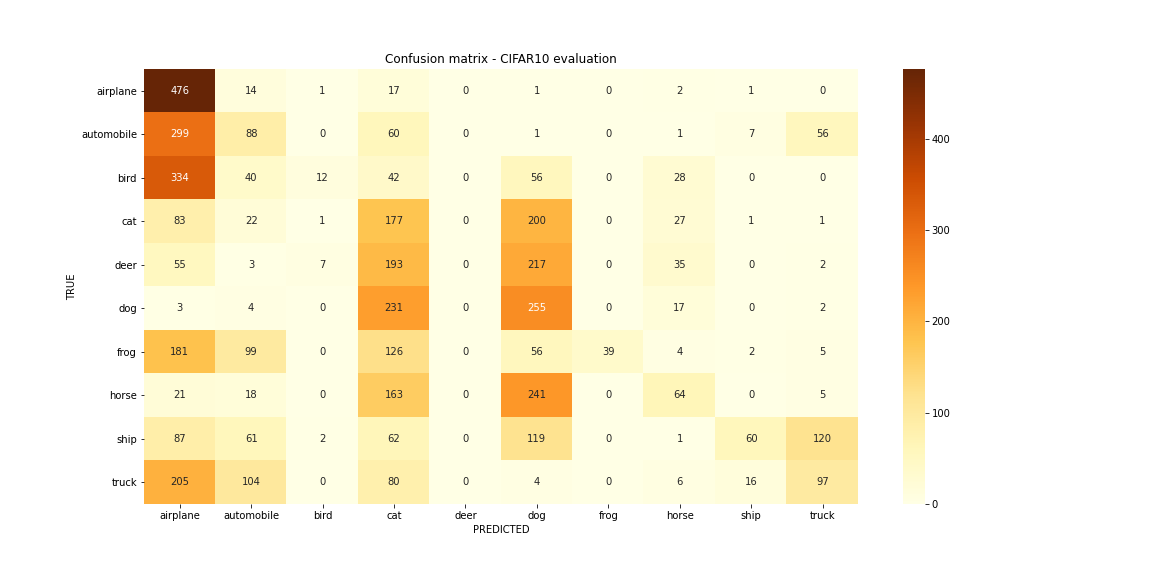 Confusion matrix - CIFAR10 evaluation
airplane 476 14 1 17 0 1 0 2 1 0
automobile 299 88 0 60 0 1 0 1 7 56
bird 334 40 12 42 0 56 0 28 0 0
cat 83 22 1 177 0 200 0 27 1 1
deer 55 3 7 193 0 217 0 35 0 2
dog 3 4 0 231 0 255 0 17 0 2
frog 181 99 0 126 0 56 39 4 2 5
horse 21 18 0 163 0 241 0 64 0 5
ship 87 61 2 62 0 119 0 1 60 120
truck 205 104 0 80 0 4 0 6 16 97
airplane automobile bird cat deer dog frog horse ship truck
PREDICTED
TRUE
400
300
200
100
0